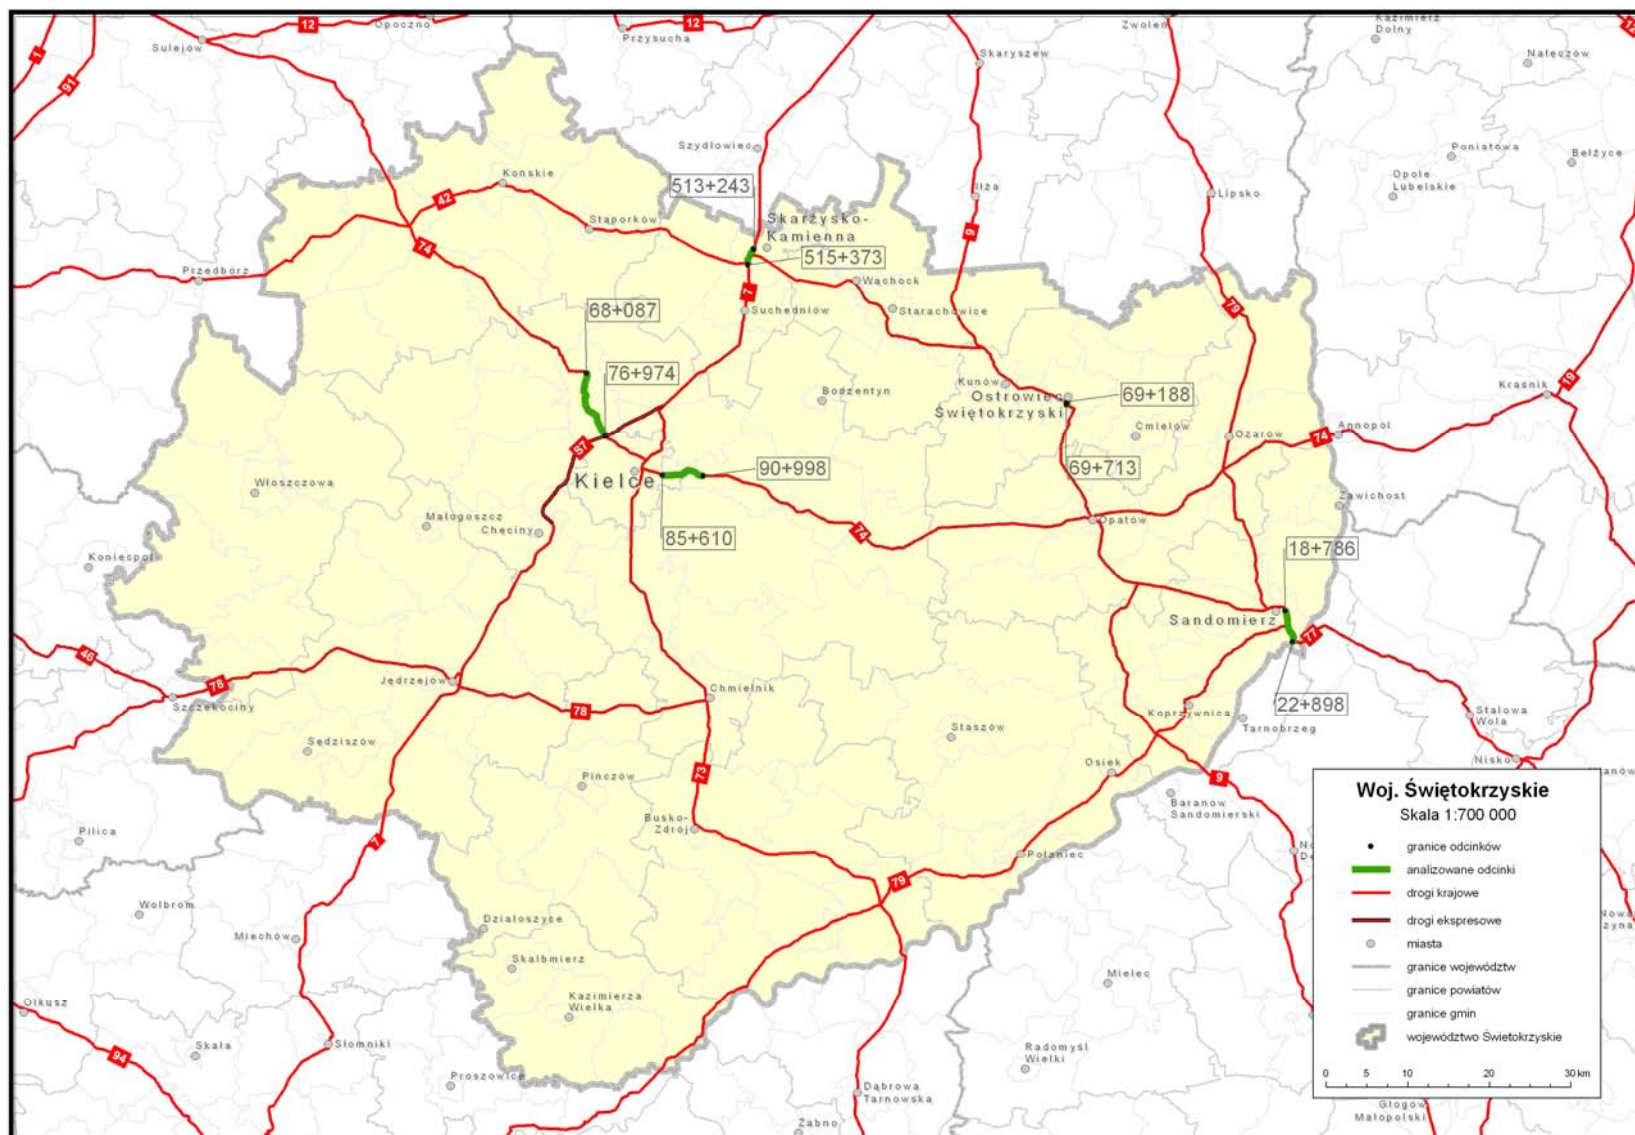 12
Opoczno
Sulejów
1
91
12
Przysucha
Skaryszew
Zwoleń
Kazimierz
Dolny
Nałęczów
12
Szydłowiec
Końskie
42
513+243
Iłża
Lipsko
Poniatowa
Bełżyce
Opole
Lubelskie
Stąporków
Skarżysko-
Kamienna
9
74
515+373
Przedbórz
Wąchock
7
Suchedniów
Starachowice
79
68+087
76+974
Bodzentyn
Kunów
Ostrowiec
Świętokrzyski
69+188
Ćmielów
Ożarów
74
Annopol
Kraśnik
19
S7
Kielce
90+998
69+713
Włoszczowa
Małogoszcz
Chęciny
85+610
74
Opatów
Zawichost
Koniecpol
18+786
Sandomierz
77
46
78
Szczekociny
Jędrzejów
78
Chmielnik
22+898
Koprzywnica
Tarnobrzeg
Stalowa
Wola
Sędziszów
Staszów
Pińczów
73
Osiek
9
Nisko
Baranów
Sandomierski
Busko-
Zdrój
Pilica
7
Połaniec
79
Wolbrom
Miechów
Działoszyce
Skalbmierz
Kazimierza
Wielka
Mielec
Olkusz
Skała
94
Słomniki
Proszowice
Radomyśl
Wielki
Dąbrowa
Tarnowska
Żabno
Głogów
Małopolski
Woj. Świętokrzyskie
Skala 1:700 000
granice odcinków
analizowane odcinki
drogi krajowe
drogi ekspresowe
miasta
granice województw
granice powiatów
granice gmin
województwo Świetokrzyskie
0 5 10 20 30 km